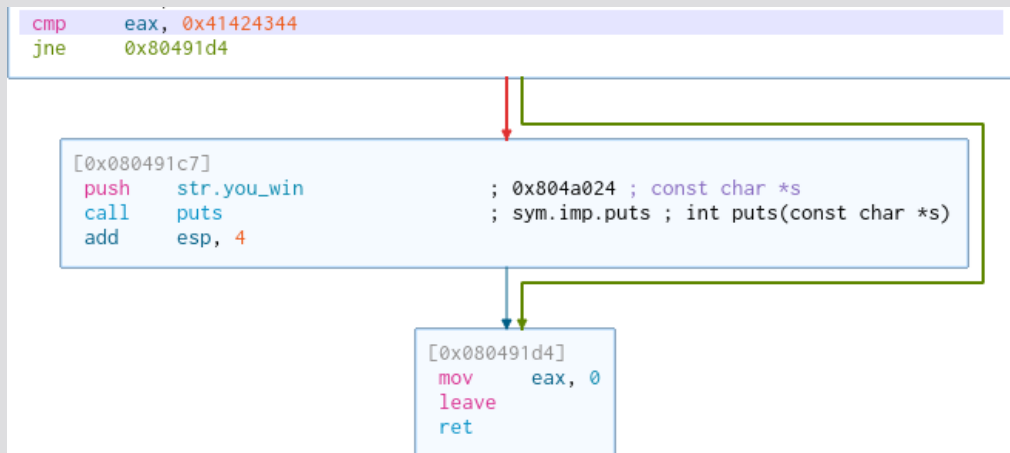 cmp eax, 0x41424344
jne 0x80491d4
[0x080491c7]
push str.you_win ; 0x804a024 ; const char *s
call puts ; sym.imp.puts ; int puts(const char *s)
add esp, 4
[0x080491d4]
mov eax, 0
leave
ret